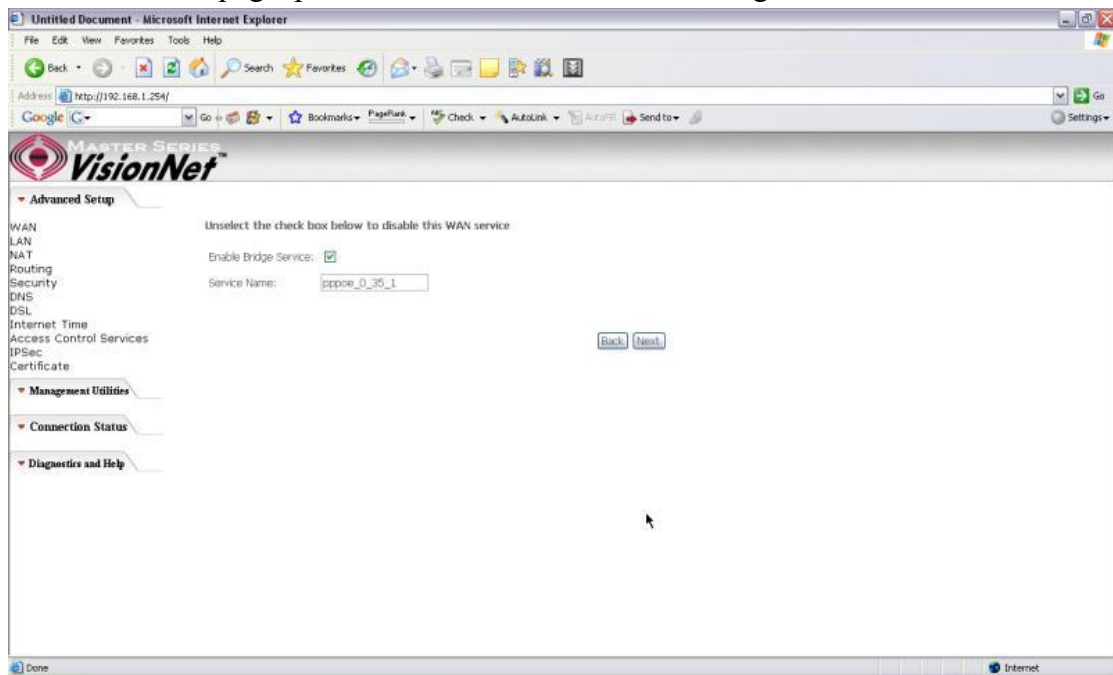 Untitled Document - Microsoft Internet Explorer
File Edit View Favorites Tools Help
Back Search Favorites
Address http://192.168.1.254/ Go
Google G Go Bookmarks PageRank Check AutoLink AutoFill Send to Settings
MASTER SERIES
VisionNet™
Advanced Setup
WAN
LAN
NAT
Routing
Security
DNS
DSL
Internet Time
Access Control Services
IPSec
Certificate
Management Utilities
Connection Status
Diagnostics and Help
Unselect the check box below to disable this WAN service
Enable Bridge Service:
Service Name: pppoe_0_35_1
Back Next
Done Internet